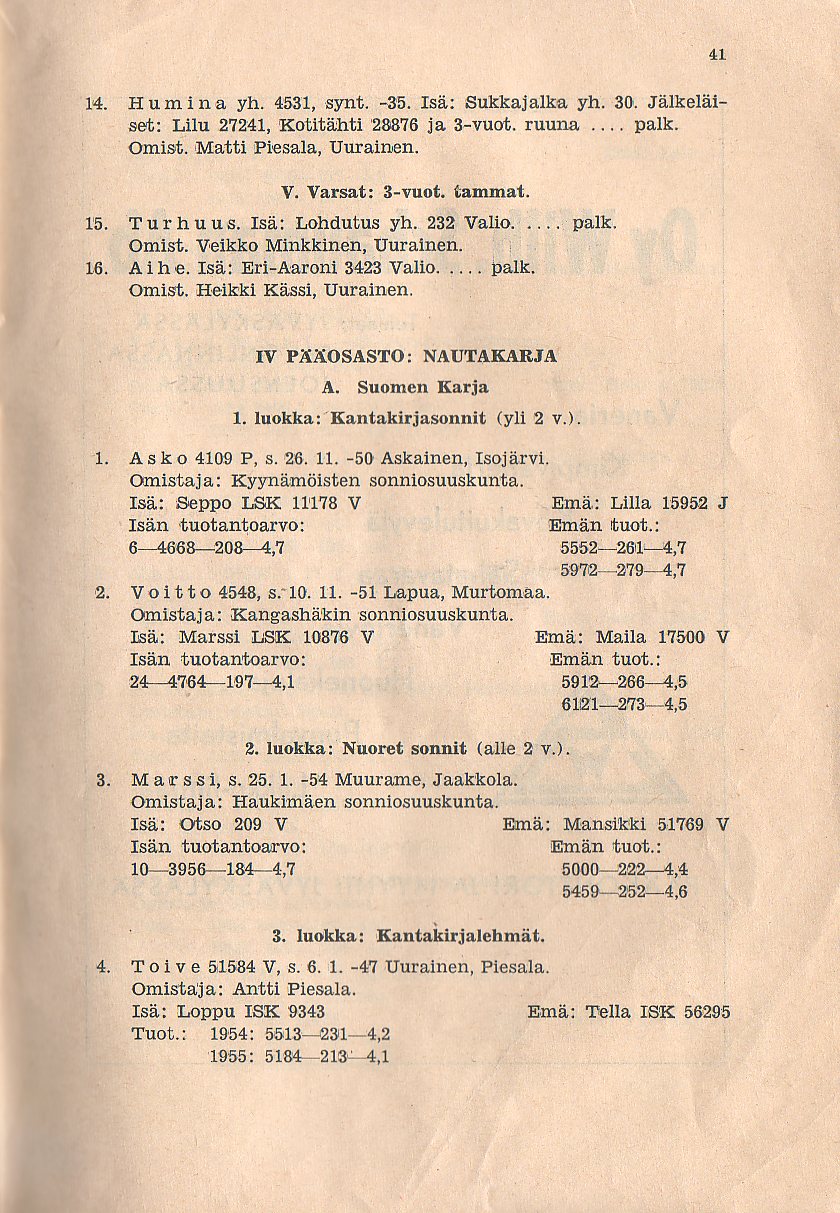 41
14. Humina yh. 4531, synt. -35. Isä: Sukkajalka yh. 30. Jälkeläi-
set: Lilu 27241, Kotitähti 28876 ja 3-vuot. ruuna .... palk.
Omist. Matti Piesala, Uurainen.
V. Varsat: 3-vuot. tammat.
15. Turhuus. Isä: Lohdutus yh. 232 Valio. .... palk.
Omist. Veikko Minkkinen, Uurainen.
16. Aihe. Isä: Eri-Aaroni 3423 Valio. .... palk.
Omist. Heikki Kässi, Uurainen.
IV PÄÄOSASTO: NAUTAKARJA
A. Suomen Karja
1. luokka: Kantakirjasonnit (yli 2 v.).
1. Asko 4109 P, s. 26. 11. -50 Askainen, Isojärvi.
Omistaja: Kyynämöisten sonniosuuskunta.
Isä: Seppo LSK 11178 V Emä: Lilla 15952 J
Isän tuotantoarvo: Emän tuot.:
6—4668—208—4,7 5552—261—4,7
5972—279—4,7
2. Voitto 4548, s. 10. 11. -51 Lapua, Murtomaa.
Omistaja: Kangashäkin sonniosuuskunta.
Isä: Marssi LSK 10876 V Emä: Maila 17500 V
Isän tuotantoarvo: Emän tuot.:
24—4764—197—4,1 5912—266—4,5
6121—273—4,5
2. luokka: Nuoret sonnit (alle 2 v.).
3. Marssi, s. 25. 1. -54 Muurame, Jaakkola.
Omistaja: Haukimäen sonniosuuskunta.
Isä: Otso 209 V Emä: Mansikki 51769 V
Isän tuotantoarvo: Emän tuot.:
10—3956—184—4,7 5000—222—4,4
5459—252—4,6
3. luokka: Kantakirjalehmät.
4. Toive 51584 V, s. 6. 1. -47 Uurainen, Piesala.
Omistaja: Antti Piesala.
Isä: Loppu ISK 9343 Emä: Tella ISK 56295
Tuot.: 1954: 5513—231—4,2
1955: 5184—213—4,1